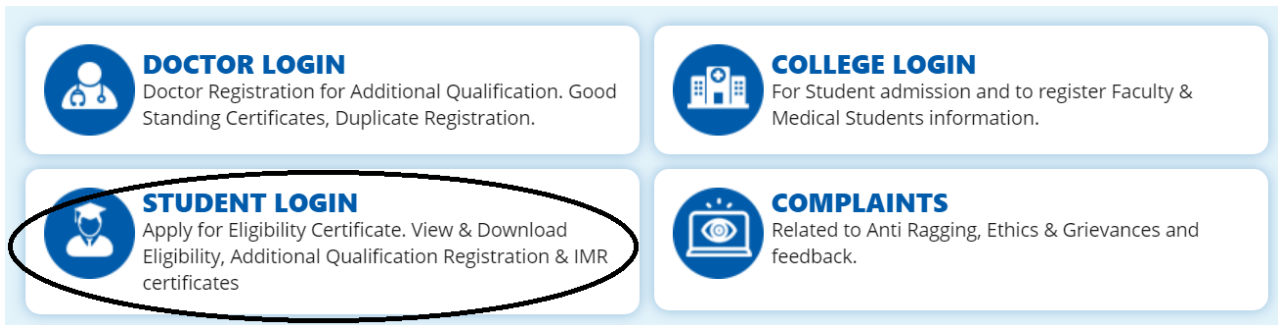 DOCTOR LOGIN
Doctor Registration for Additional Qualification. Good
Standing Certificates, Duplicate Registration.
COLLEGE LOGIN
For Student admission and to register Faculty &
Medical Students information.
STUDENT LOGIN
Apply for Eligibility Certificate. View & Download
Eligibility, Additional Qualification Registration & IMR
certificates
COMPLAINTS
Related to Anti Ragging, Ethics & Grievances and
feedback.